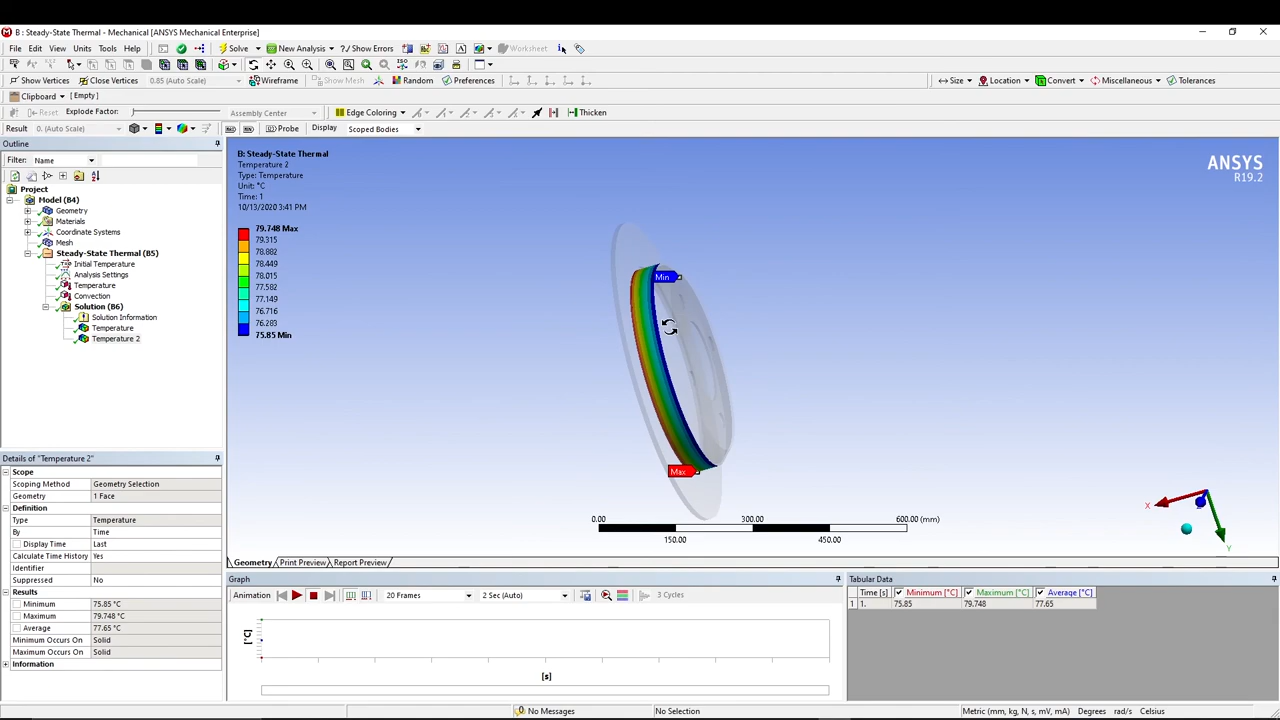 B : Steady-State Thermal - Mechanical [ANSYS Mechanical Enterprise]
File Edit View Units Tools Help Solve New Analysis ? Show Errors Worksheet
Show Vertices Close Vertices 0.85 (Auto Scale) Wireframe Show Mesh Random Preferences Size Location Convert Miscellaneous Tolerances
Clipboard [Empty]
Reset Explode Factor: Assembly Center Edge Coloring Thicken
Result 0. (Auto Scale) Probe Display Scoped Bodies
Outline
Filter: Name
Project
Model (B4)
Geometry
Materials
Coordinate Systems
Mesh
Steady-State Thermal (B5)
Initial Temperature
Analysis Settings
Temperature
Convection
Solution (B6)
Solution Information
Temperature
Temperature 2
B: Steady-State Thermal
Temperature 2
Type: Temperature
Unit: °C
Time: 1
10/13/2020 3:41 PM
79.748 Max
79.315
78.882
78.449
78.015
77.582
77.149
76.716
76.283
75.85 Min
ANSYS
R19.2
Min
Max
X
Y
0.00 300.00 600.00 (mm)
150.00 450.00
Geometry Print Preview Report Preview
Details of "Temperature 2"
Scope
Scoping Method Geometry Selection
Geometry 1 Face
Definition
Type Temperature
By Time
Display Time Last
Calculate Time History Yes
Identifier
Suppressed No
Results
Minimum 75.85 °C
Maximum 79.748 °C
Average 77.65 °C
Minimum Occurs On Solid
Maximum Occurs On Solid
Information
Graph
Animation 20 Frames 2 Sec (Auto) 3 Cycles
[°C]
[s]
Tabular Data
Time [s] Minimum [°C] Maximum [°C] Average [°C]
1 1. 75.85 79.748 77.65
No Messages No Selection Metric (mm, kg, N, s, mV, mA) Degrees rad/s Celsius